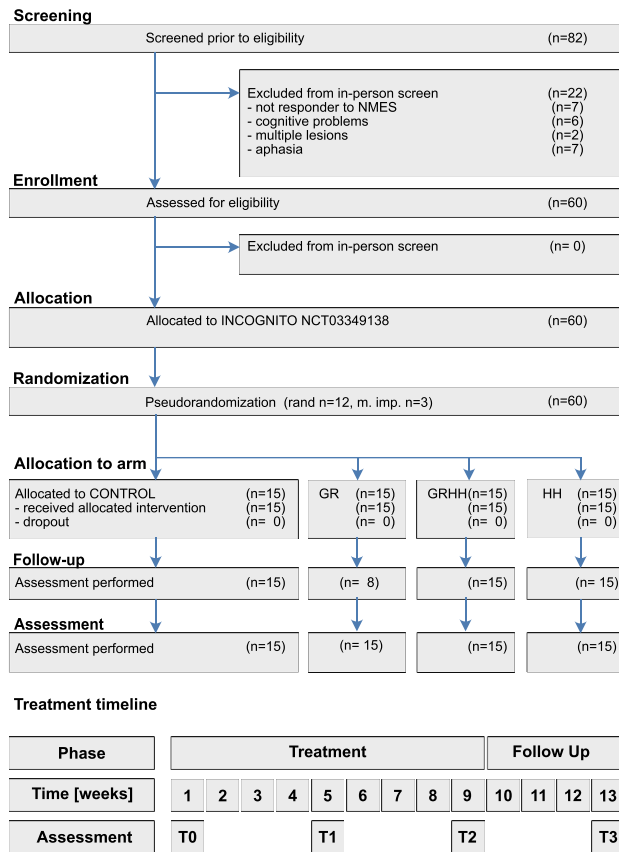 Screening
Screened prior to eligibility (n=82)
Excluded from in-person screen (n=22)
- not responder to NMES (n=7)
- cognitive problems (n=6)
- multiple lesions (n=2)
- aphasia (n=7)
Enrollment
Assessed for eligibility (n=60)
Excluded from in-person screen (n= 0)
Allocation
Allocated to INCOGNITO NCT03349138 (n=60)
Randomization
Pseudorandomization (rand n=12, m. imp. n=3) (n=60)
Allocation to arm
Allocated to CONTROL (n=15) GR (n=15) GRHH(n=15) HH (n=15)
- received allocated intervention (n=15) (n=15) (n=15) (n=15)
- dropout (n= 0) (n= 0) (n= 0) (n= 0)
Follow-up
Assessment performed (n=15) (n= 8) (n=15) (n= 15)
Assessment
Assessment performed (n=15) (n= 15) (n=15) (n=15)
Treatment timeline
Phase Treatment Follow Up
Time [weeks] 1 2 3 4 5 6 7 8 9 10 11 12 13
Assessment T0 T1 T2 T3